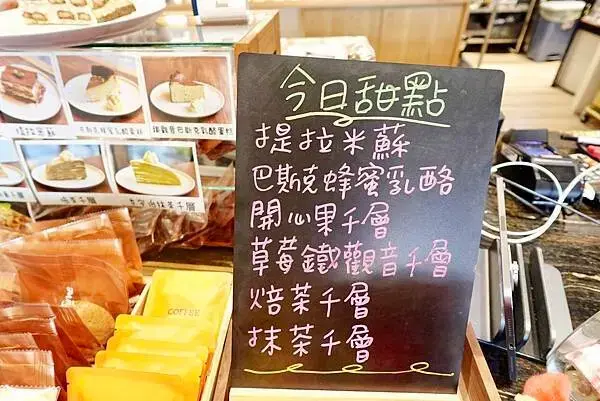 今日甜點
提拉米蘇
巴斯克蜂蜜乳酪
開心果千層
草莓鐵觀音千層
焙茶千層
抹茶千層
COFFEE